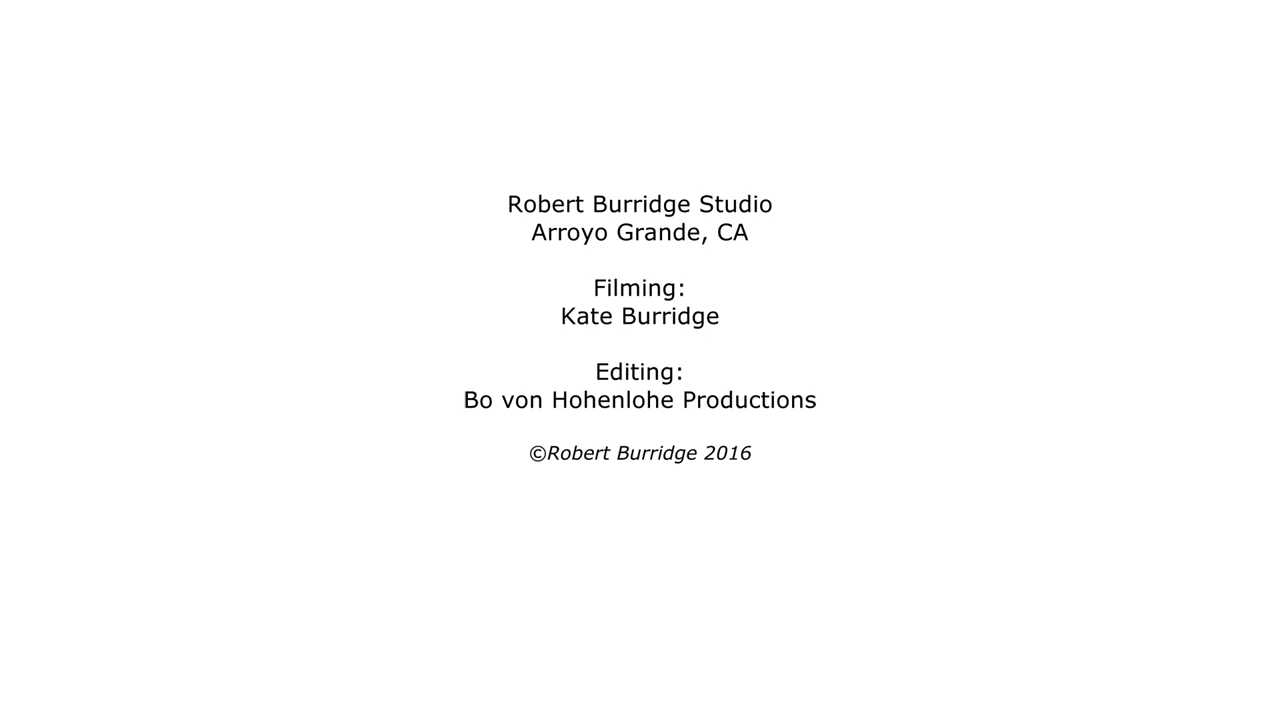 Robert Burridge Studio
Arroyo Grande, CA
Filming:
Kate Burridge
Editing:
Bo von Hohenlohe Productions
©Robert Burridge 2016